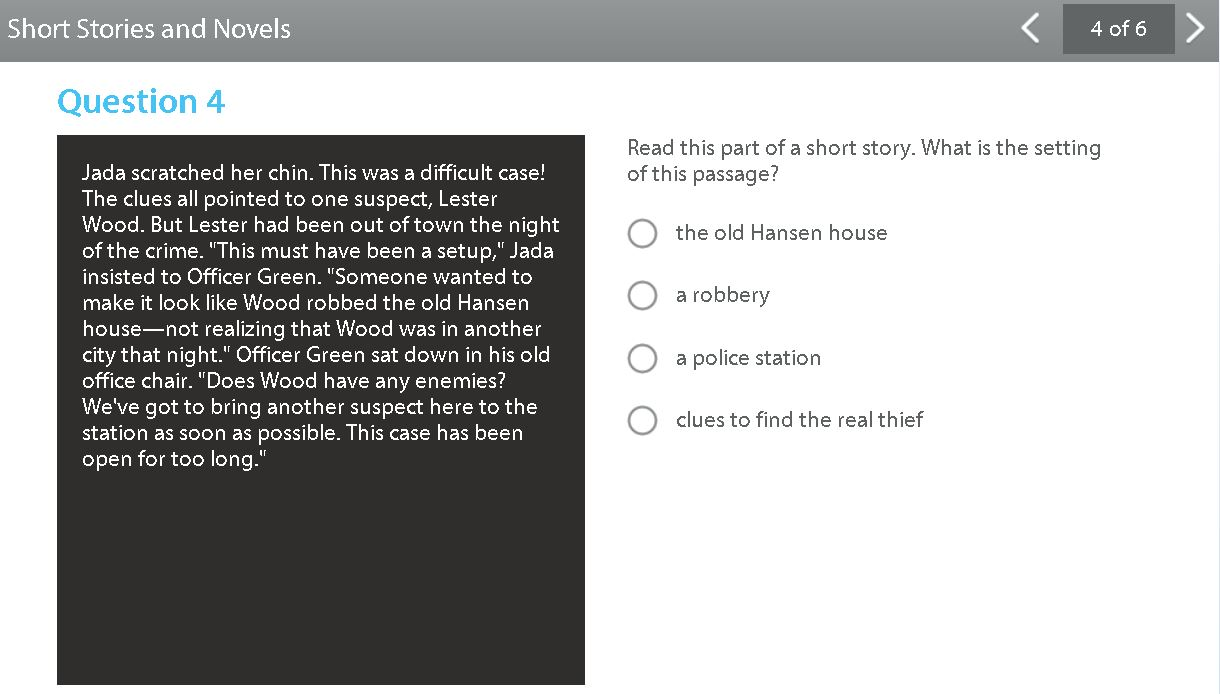 Short Stories and Novels
4 of 6
Question 4
Jada scratched her chin. This was a difficult case!
The clues all pointed to one suspect, Lester
Wood. But Lester had been out of town the night
of the crime. "This must have been a setup," Jada
insisted to Officer Green. "Someone wanted to
make it look like Wood robbed the old Hansen
house—not realizing that Wood was in another
city that night." Officer Green sat down in his old
office chair. "Does Wood have any enemies?
We've got to bring another suspect here to the
station as soon as possible. This case has been
open for too long."
Read this part of a short story. What is the setting
of this passage?
the old Hansen house
a robbery
a police station
clues to find the real thief